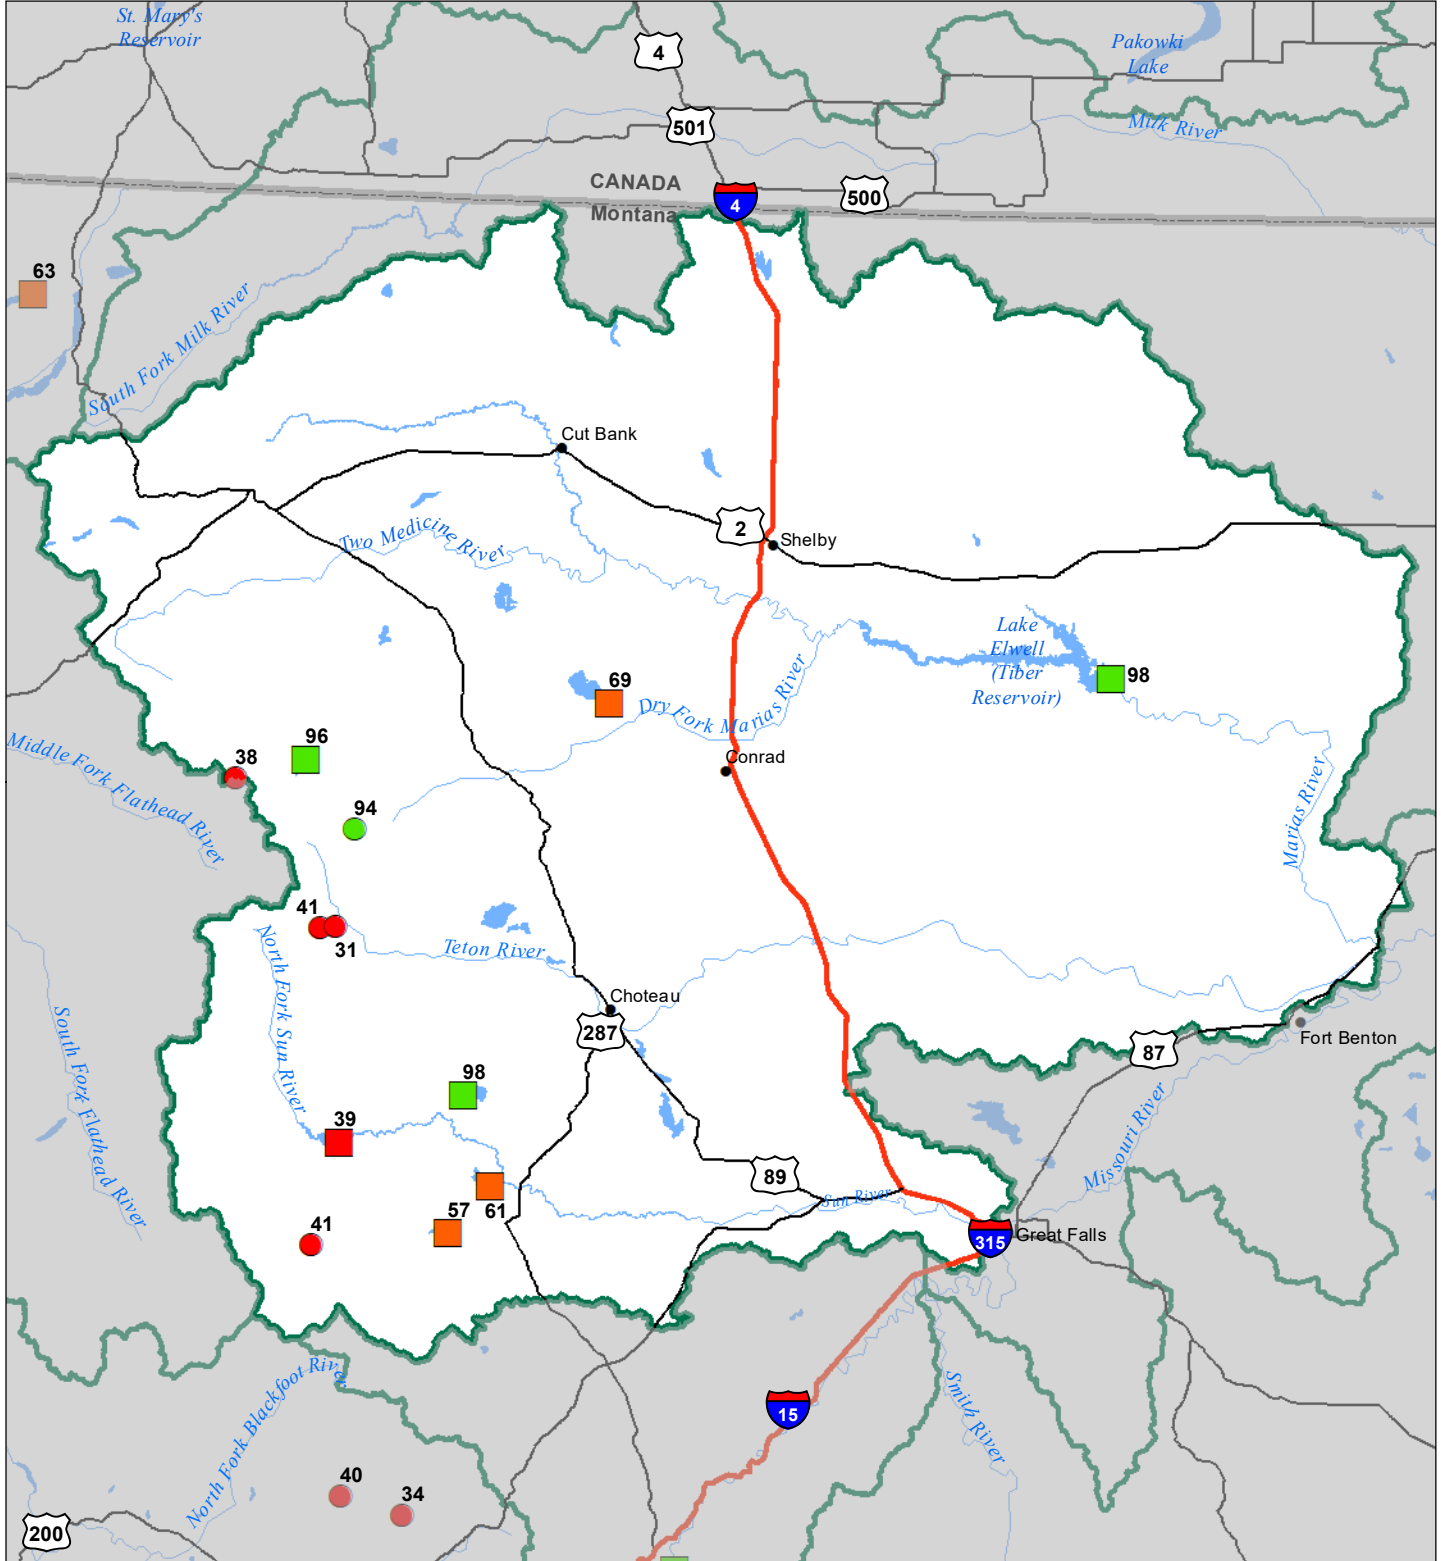 St. Mary's
Reservoir
4
Pakowki
Lake
501
Milk River
CANADA
500
4
Montana
63
South Fork Milk River
Cut Bank
2
Shelby
Two Medicine River
Lake
Elwell
(Tiber
Reservoir)
98
69
Dry Fork Marias River
96
38
Conrad
Middle Fork Flathead River
94
Marias River
41
31
North Fork Sun River
Teton River
Choteau
287
South Fork Flathead River
Fort Benton
87
98
39
Missouri River
89
Sun River
61
57
41
315
Great Falls
North Fork Blackfoot River
15
Smith River
40
34
200